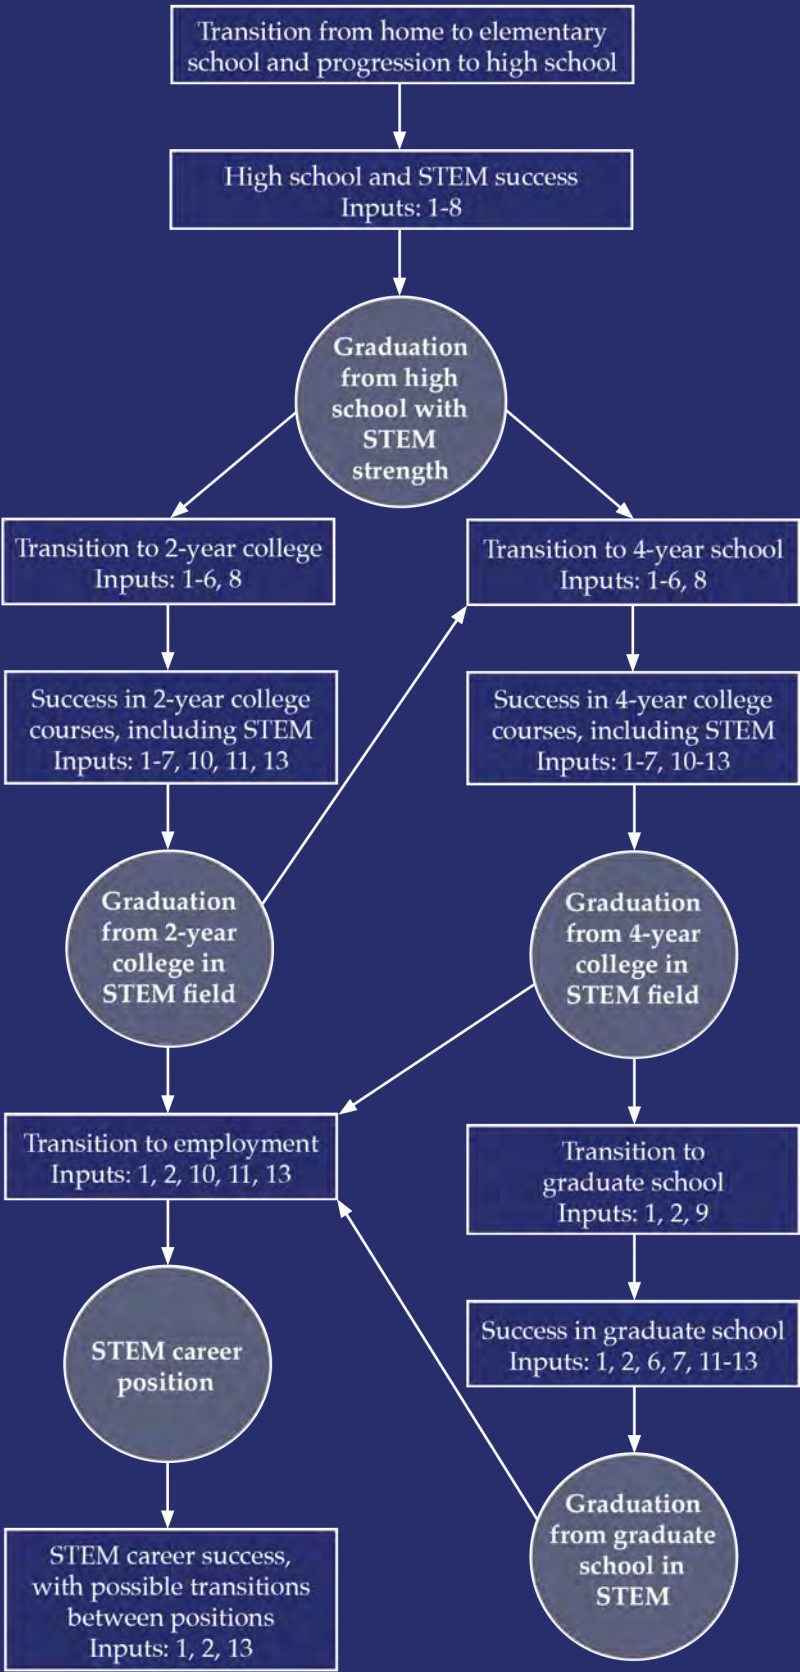 Transition from home to elementary
school and progression to high school
High school and STEM success
Inputs: 1-8
Graduation
from high
school with
STEM
strength
Transition to 2-year college
Inputs: 1-6, 8
Transition to 4-year school
Inputs: 1-6, 8
Success in 2-year college
courses, including STEM
Inputs: 1-7, 10, 11, 13
Success in 4-year college
courses, including STEM
Inputs: 1-7, 10-13
Graduation
from 2-year
college in
STEM field
Graduation
from 4-year
college in
STEM field
Transition to employment
Inputs: 1, 2, 10, 11, 13
Transition to
graduate school
Inputs: 1, 2, 9
STEM career
position
Success in graduate school
Inputs: 1, 2, 6, 7, 11-13
STEM career success,
with possible transitions
between positions
Inputs: 1, 2, 13
Graduation
from graduate
school in
STEM